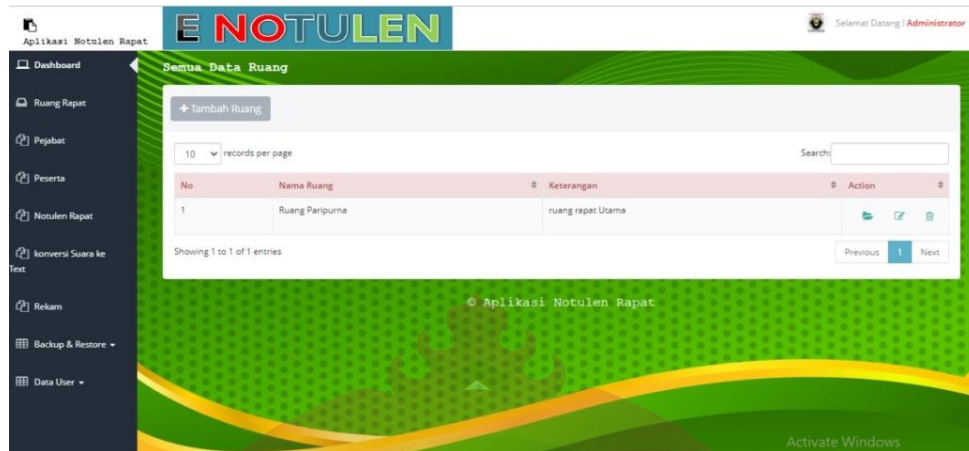 Aplikasi Notulen Rapat
E NOTULEN
Selamat Datang ! Administrator
Dashboard
Ruang Rapat
Pejabat
Peserta
Notulen Rapat
konversi Suara ke
Text
Rekam
Backup & Restore
Data User
Semua Data Ruang
+ Tambah Ruang
10 records per page
Search:
No Nama Ruang Keterangan Action
1 Ruang Paripurna ruang rapat Utama
Showing 1 to 1 of 1 entries
Previous 1 Next
© Aplikasi Notulen Rapat
Activate Windows